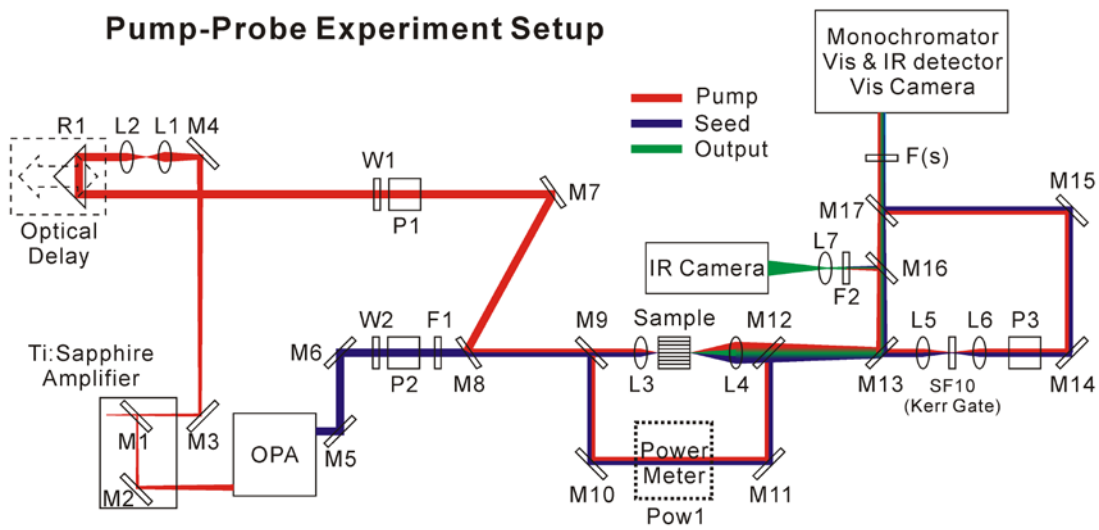 Pump-Probe Experiment Setup
Monochromator
Vis & IR detector
Vis Camera
Pump
Seed
Output
R1
L2
L1
M4
W1
P1
M7
F(s)
M15
M17
Optical
Delay
IR Camera
L7
F2
M16
Ti:Sapphire
Amplifier
M6
W2
P2
F1
M8
M9
Sample
L3
M12
L4
M13
L5
L6
P3
SF10
(Kerr Gate)
M14
M1
M3
M2
OPA
M5
M10
Power
Meter
M11
Pow1